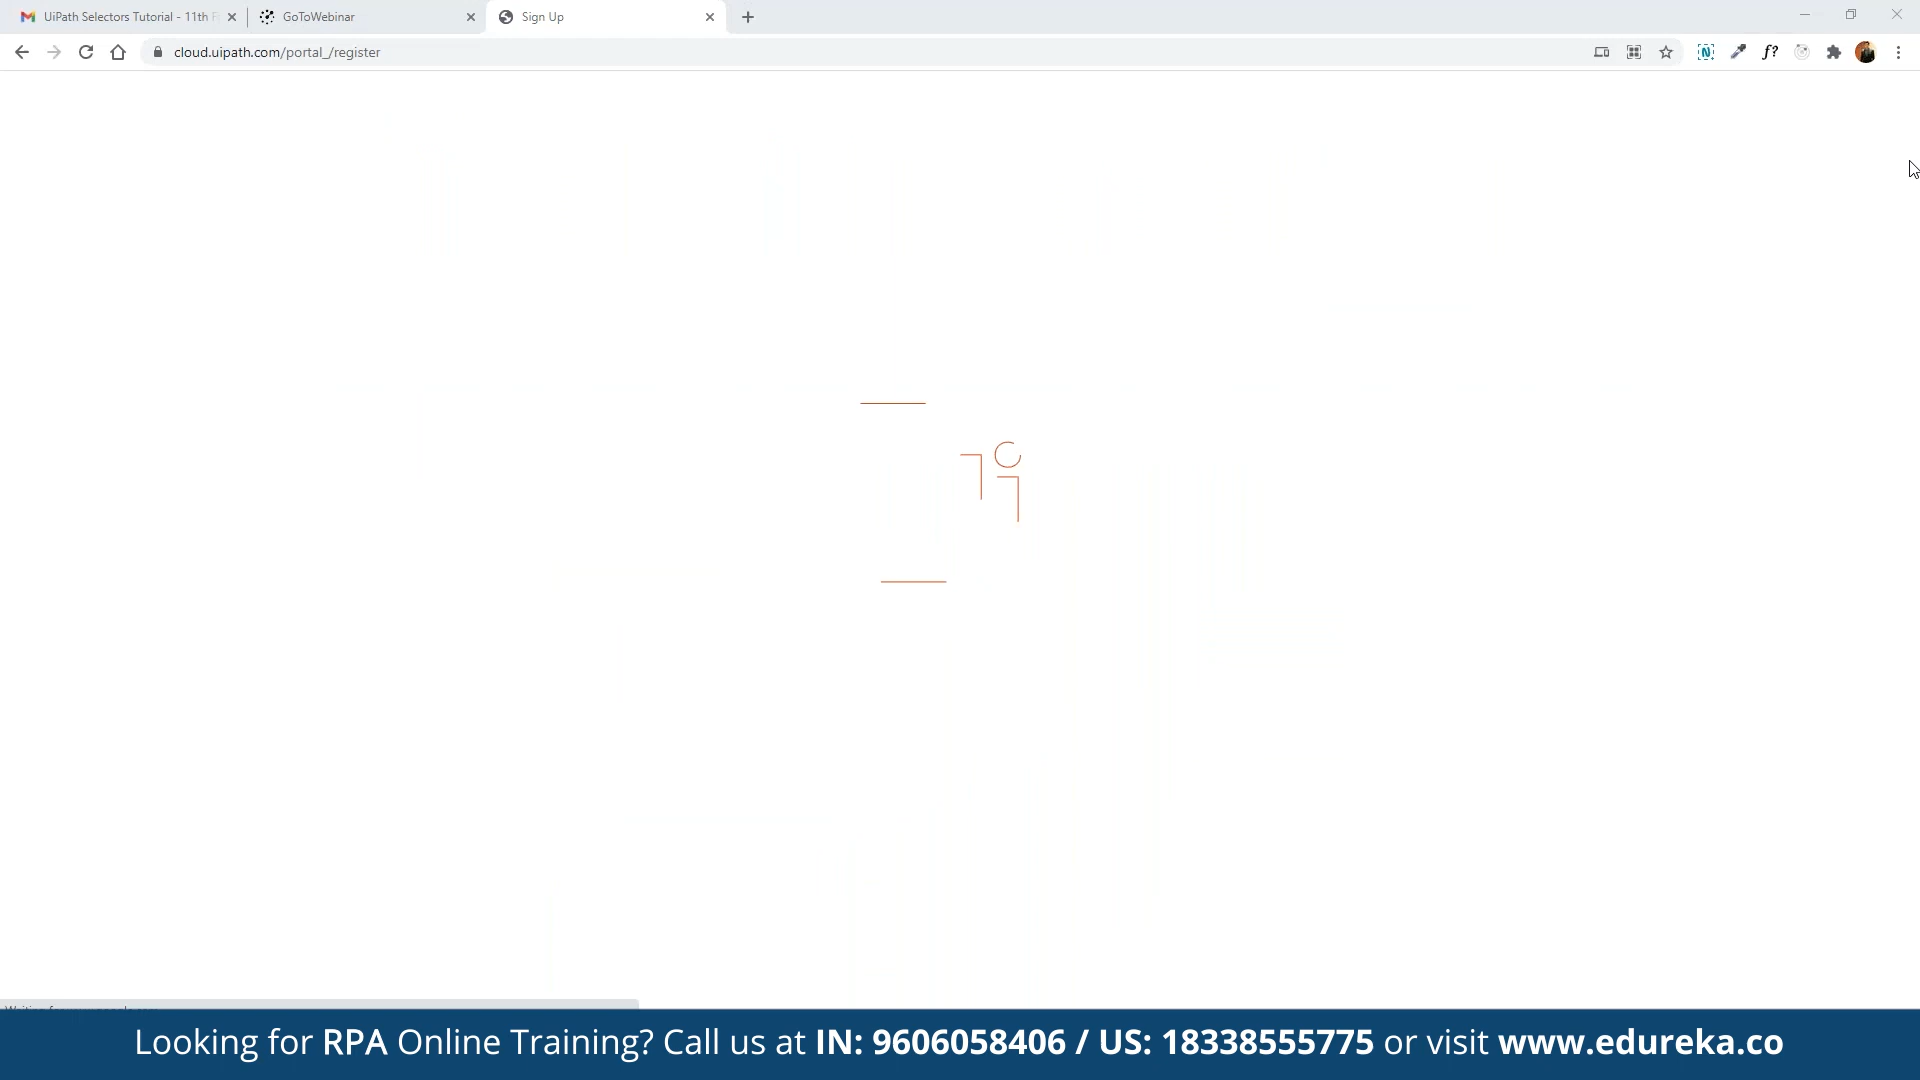 UiPath Selectors Tutorial - 11th
GoToWebinar
Sign Up
cloud.uipath.com/portal_/register
f?
Looking for RPA Online Training? Call us at IN: 9606058406 / US: 18338555775 or visit www.edureka.co